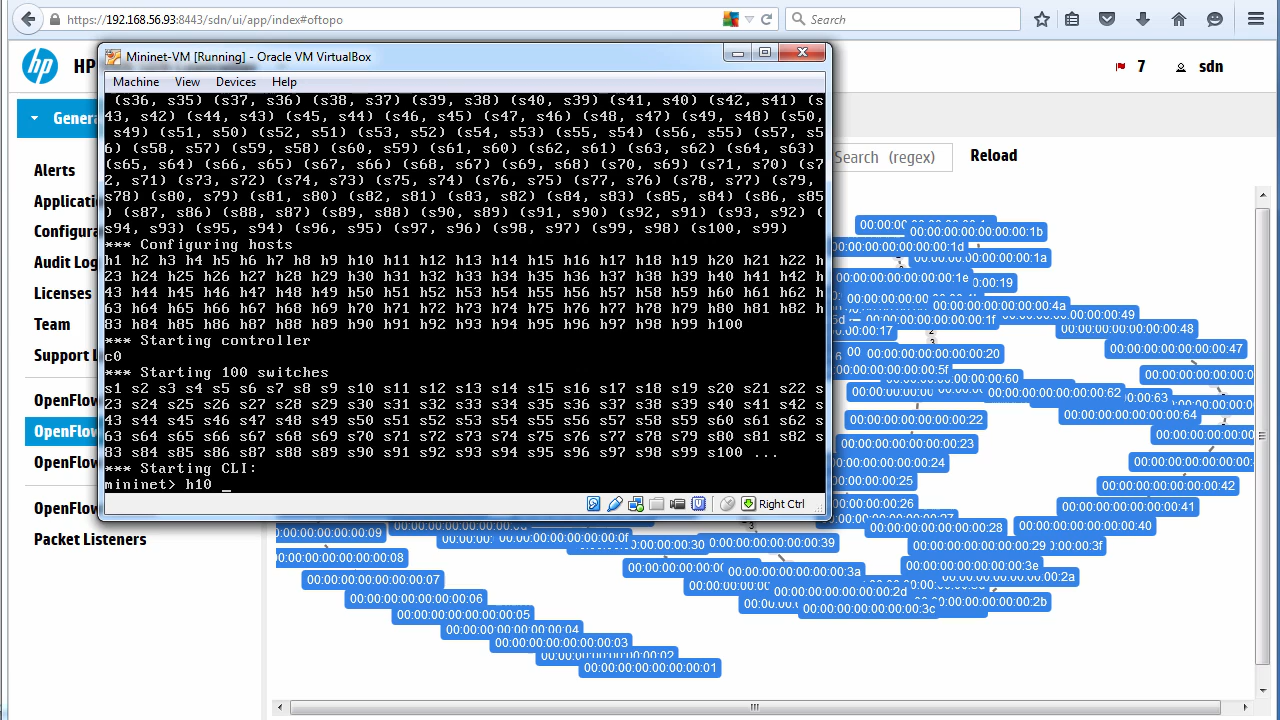 https://192.168.56.93:8443/sdn/ui/app/index#oftopo
Search
HP
7
sdn
Mininet-VM [Running] - Oracle VM VirtualBox
Machine View Devices Help
(s36, s35) (s37, s36) (s38, s37) (s39, s38) (s40, s39) (s41, s40) (s42, s41) (s
43, s42) (s44, s43) (s45, s44) (s46, s45) (s47, s46) (s48, s47) (s49, s48) (s50,
s49) (s51, s50) (s52, s51) (s53, s52) (s54, s53) (s55, s54) (s56, s55) (s57, s5
6) (s58, s57) (s59, s58) (s60, s59) (s61, s60) (s62, s61) (s63, s62) (s64, s63)
(s65, s64) (s66, s65) (s67, s66) (s68, s67) (s69, s68) (s70, s69) (s71, s70) (s7
2, s71) (s73, s72) (s74, s73) (s75, s74) (s76, s75) (s77, s76) (s78, s77) (s79,
s78) (s80, s79) (s81, s80) (s82, s81) (s83, s82) (s84, s83) (s85, s84) (s86, s85
) (s87, s86) (s88, s87) (s89, s88) (s90, s89) (s91, s90) (s92, s91) (s93, s92) (
s94, s93) (s95, s94) (s96, s95) (s97, s96) (s98, s97) (s99, s98) (s100, s99)
*** Configuring hosts
h1 h2 h3 h4 h5 h6 h7 h8 h9 h10 h11 h12 h13 h14 h15 h16 h17 h18 h19 h20 h21 h22 h
23 h24 h25 h26 h27 h28 h29 h30 h31 h32 h33 h34 h35 h36 h37 h38 h39 h40 h41 h42 h
43 h44 h45 h46 h47 h48 h49 h50 h51 h52 h53 h54 h55 h56 h57 h58 h59 h60 h61 h62 h
63 h64 h65 h66 h67 h68 h69 h70 h71 h72 h73 h74 h75 h76 h77 h78 h79 h80 h81 h82 h
83 h84 h85 h86 h87 h88 h89 h90 h91 h92 h93 h94 h95 h96 h97 h98 h99 h100
*** Starting controller
c0
*** Starting 100 switches
s1 s2 s3 s4 s5 s6 s7 s8 s9 s10 s11 s12 s13 s14 s15 s16 s17 s18 s19 s20 s21 s22 s
23 s24 s25 s26 s27 s28 s29 s30 s31 s32 s33 s34 s35 s36 s37 s38 s39 s40 s41 s42 s
43 s44 s45 s46 s47 s48 s49 s50 s51 s52 s53 s54 s55 s56 s57 s58 s59 s60 s61 s62 s
63 s64 s65 s66 s67 s68 s69 s70 s71 s72 s73 s74 s75 s76 s77 s78 s79 s80 s81 s82 s
83 s84 s85 s86 s87 s88 s89 s90 s91 s92 s93 s94 s95 s96 s97 s98 s99 s100 ...
*** Starting CLI:
mininet> h10 _
Right Ctrl
Genera
Alerts
Applicatio
Configura
Audit Log
Licenses
Team
Support L
OpenFlow
OpenFlow
OpenFlow
OpenFlow
Packet Listeners
Search (regex)
Reload
00:00:00:00:00:00:00:1b
00:00:00:00:1d
00:00:00:00:00:1a
00:00:00:00:00:1e
00:19
00:00:00:00:00:00:00:4a
00:00:00:00:00:00:00:1f
:00:00:00:00:49
00:00:00:00:00:00:00:48
00:00:00:00:00:00:00:47
00:00:00:17
00:00:00:00:00:00:00:20
00:00:00:00:00:5f
:00:60
00:00:00:00:00:00:00:62
00:63
00:00:00:00:00:00:00:64
00:00:00:00:00:00:00:22
00:00:00:00:00:00:23
00:00:00:00:00:24
00:00:00:25
00:00:00:00:26
00:00:00:00:00:00:00:42
00:00:00:00:00:00:00:41
00:00:00:00:00:00:00:40
00:00:00:00:00:00:00:28
00:00:00:00:00:00:00:29
:00:00:3f
00:00:00:00:00:00:00:3e
00:00:00:00:00:00:00:2a
00:00:00:00:00:2b
00:00:00:00:00:00:00:09
00:00:00:00:00:00:00:08
00:00:00:00:00:00:00:0f
00:00:30
00:00:00:00:00:00:00:39
00:00:00:00:00:00:00:3a
00:00:00:00:00:00:00:2d
00:00:00:00:00:00:00:3c
00:00:00:00:00:00:00:07
00:00:00:00:00:00:00:06
00:00:00:00:00:00:00:05
00:00:00:00:00:00:00:04
00:00:00:00:00:00:00:03
00:00:00:00:00:00:00:02
00:00:00:00:00:00:00:01